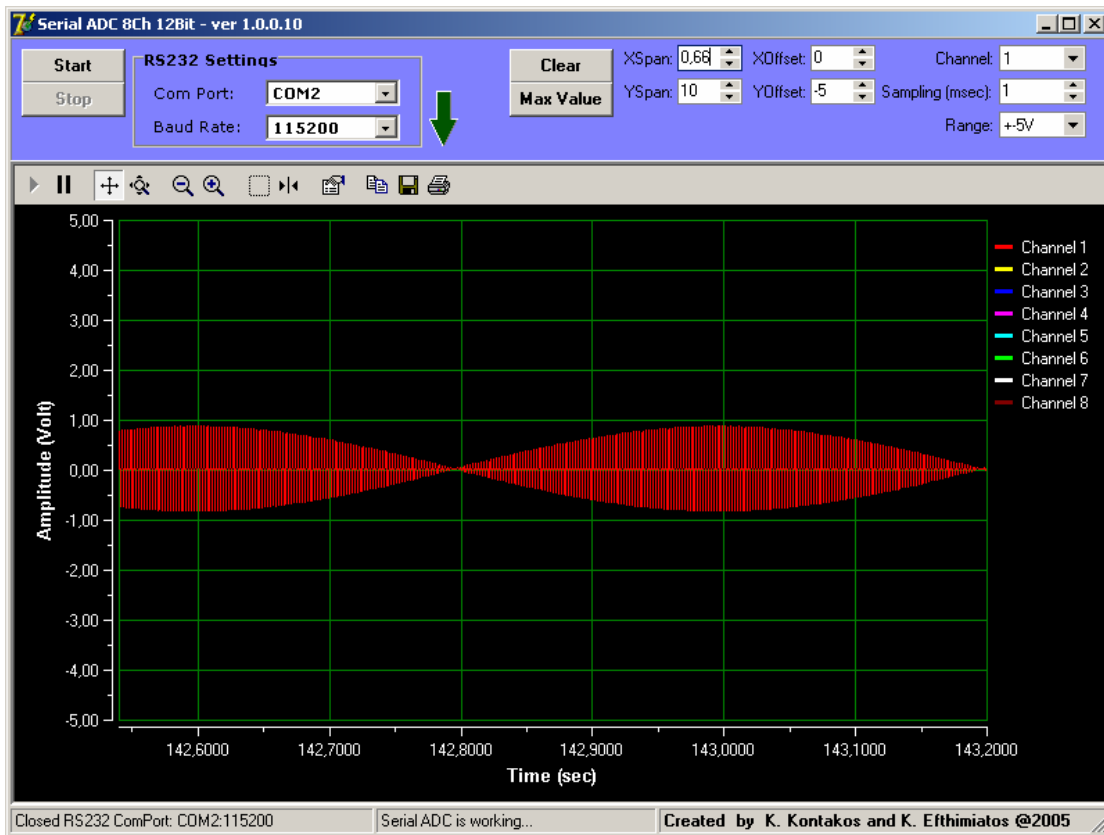 Serial ADC 8Ch 12Bit - ver 1.0.0.10
Start
Stop
RS232 Settings
Com Port: COM2
Baud Rate: 115200
Clear
Max Value
XSpan: 0,66 XOffset: 0 Channel: 1
YSpan: 10 YOffset: -5 Sampling (msec): 1
Range: +-5V
5,00
4,00
3,00
2,00
1,00
0,00
-1,00
-2,00
-3,00
-4,00
-5,00
Amplitude (Volt)
Channel 1
Channel 2
Channel 3
Channel 4
Channel 5
Channel 6
Channel 7
Channel 8
142,6000 142,7000 142,8000 142,9000 143,0000 143,1000 143,2000
Time (sec)
Closed RS232 ComPort: COM2:115200 Serial ADC is working... Created by K. Kontakos and K. Efthimiatos @2005